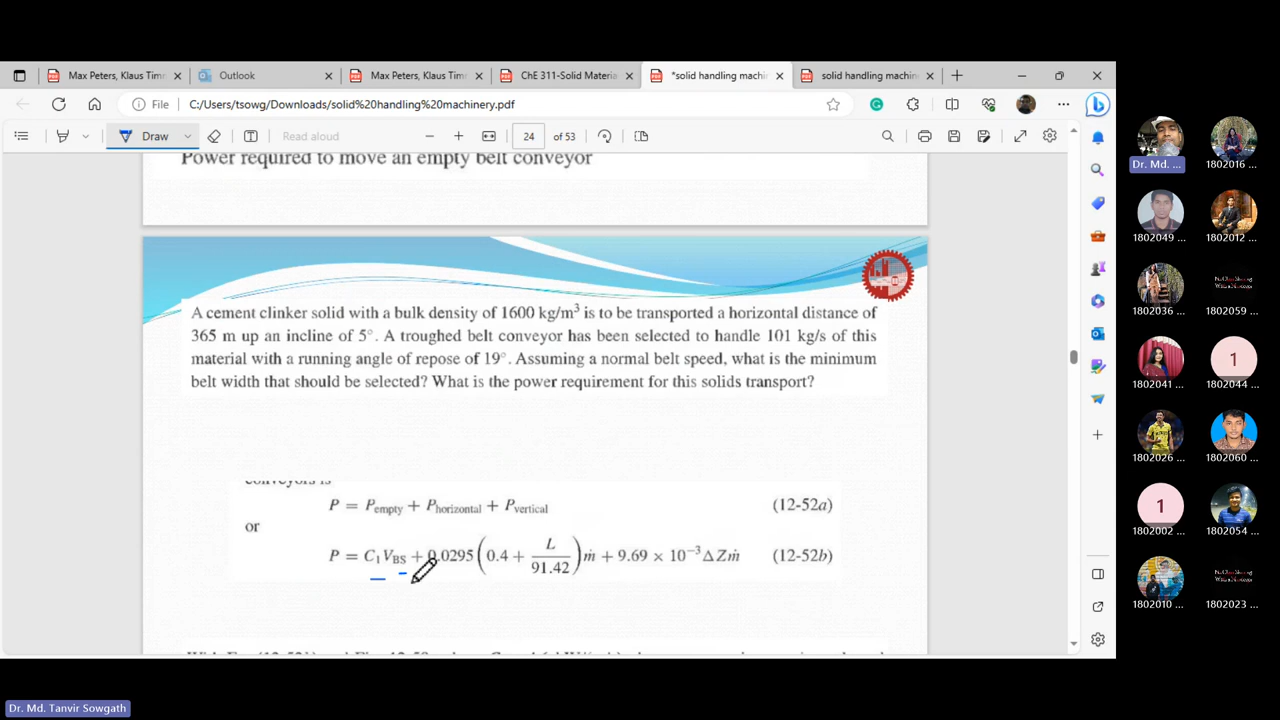 Max Peters, Klaus Timr
Outlook
Max Peters, Klaus Timr
ChE 311-Solid Materia
*solid handling machi
solid handling machin
File
C:/Users/tsowg/Downloads/solid%20handling%20machinery.pdf
Draw
Read aloud
24
of 53
Power required to move an empty belt conveyor
A cement clinker solid with a bulk density of 1600 kg/m³ is to be transported a horizontal distance of
365 m up an incline of 5°. A troughed belt conveyor has been selected to handle 101 kg/s of this
material with a running angle of repose of 19°. Assuming a normal belt speed, what is the minimum
belt width that should be selected? What is the power requirement for this solids transport?
conveyors is
P = P_empty + P_horizontal + P_vertical (12-52a)
or
P = C₁V_BS + 0.0295(0.4 + L/91.42)ṁ + 9.69 × 10⁻³ΔZṁ (12-52b)
Dr. Md. ...
1802016 ...
1802049 ...
1802012 ...
1802036 ...
1802059 ...
1802041 ...
1
1802044 ...
1802026 ...
1802060 ...
1
1802002 ...
1802054 ...
1802010 ...
1802023 ...
Dr. Md. Tanvir Sowgath